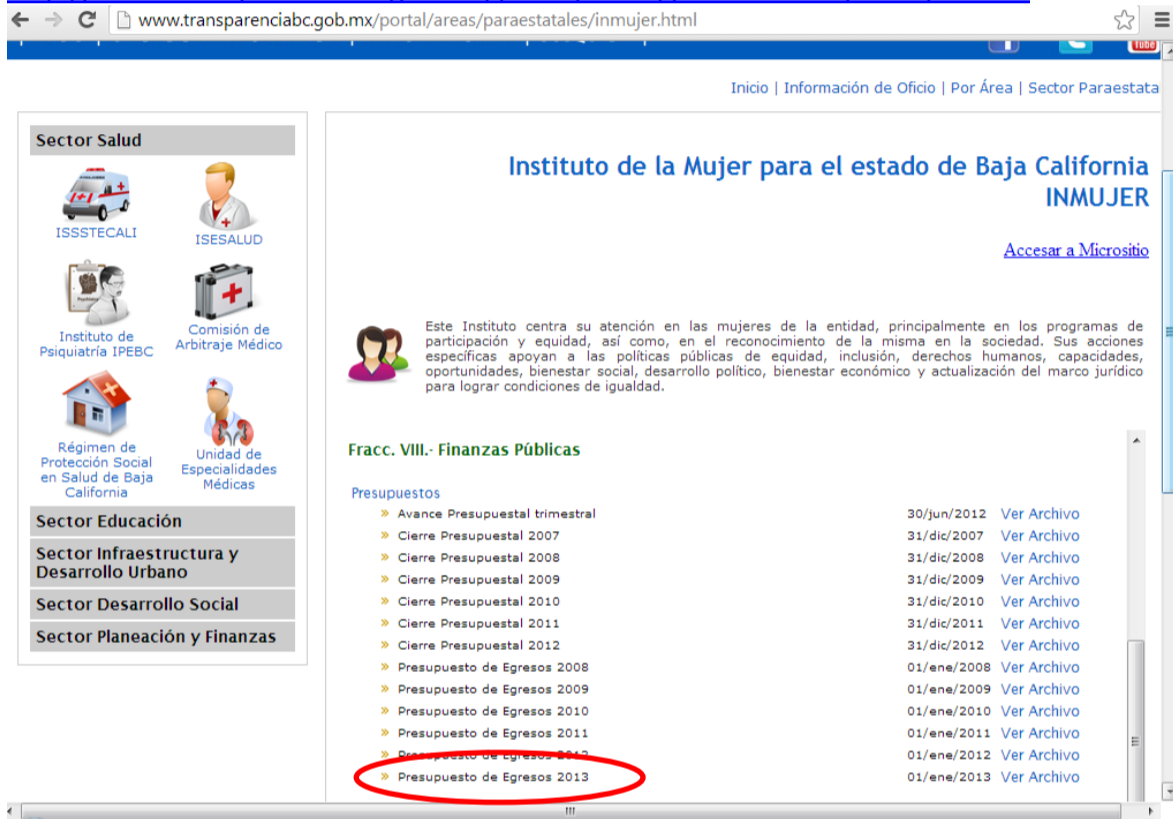 www.transparenciabc.gob.mx/portal/areas/paraestatales/inmujer.html
Tube
Inicio | Información de Oficio | Por Área | Sector Paraestata
Sector Salud
ISSSTECALI
ISESALUD
Instituto de
Psiquiatría IPEBC
Comisión de
Arbitraje Médico
Régimen de
Protección Social
en Salud de Baja
California
Unidad de
Especialidades
Médicas
Sector Educación
Sector Infraestructura y
Desarrollo Urbano
Sector Desarrollo Social
Sector Planeación y Finanzas
Instituto de la Mujer para el estado de Baja California
INMUJER
Accesar a Micrositio
Este Instituto centra su atención en las mujeres de la entidad, principalmente en los programas de
participación y equidad, así como, en el reconocimiento de la misma en la sociedad. Sus acciones
específicas apoyan a las políticas públicas de equidad, inclusión, derechos humanos, capacidades,
oportunidades, bienestar social, desarrollo político, bienestar económico y actualización del marco jurídico
para lograr condiciones de igualdad.
Fracc. VIII.- Finanzas Públicas
Presupuestos
» Avance Presupuestal trimestral 30/jun/2012 Ver Archivo
» Cierre Presupuestal 2007 31/dic/2007 Ver Archivo
» Cierre Presupuestal 2008 31/dic/2008 Ver Archivo
» Cierre Presupuestal 2009 31/dic/2009 Ver Archivo
» Cierre Presupuestal 2010 31/dic/2010 Ver Archivo
» Cierre Presupuestal 2011 31/dic/2011 Ver Archivo
» Cierre Presupuestal 2012 31/dic/2012 Ver Archivo
» Presupuesto de Egresos 2008 01/ene/2008 Ver Archivo
» Presupuesto de Egresos 2009 01/ene/2009 Ver Archivo
» Presupuesto de Egresos 2010 01/ene/2010 Ver Archivo
» Presupuesto de Egresos 2011 01/ene/2011 Ver Archivo
» Presupuesto de Egresos 2012 01/ene/2012 Ver Archivo
» Presupuesto de Egresos 2013 01/ene/2013 Ver Archivo